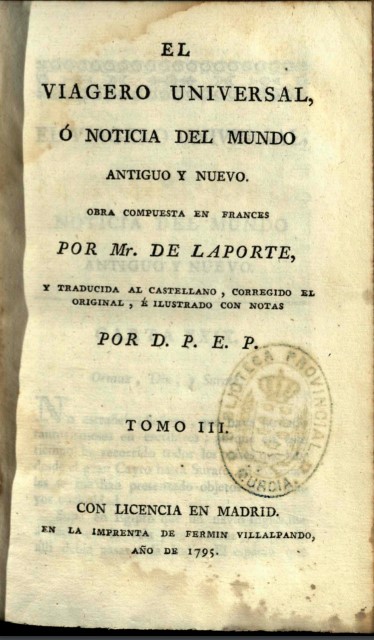 EL
VIAGERO UNIVERSAL,
Ó NOTICIA DEL MUNDO
ANTIGUO Y NUEVO.
OBRA COMPUESTA EN FRANCES
POR Mr. DE LAPORTE,
Y TRADUCIDA AL CASTELLANO, CORREGIDO EL
ORIGINAL, É ILUSTRADO CON NOTAS
POR D. P. E. P.
TOMO III.
BIBLIOTECA PROVINCIAL
MURCIA
CON LICENCIA EN MADRID.
EN LA IMPRENTA DE FERMIN VILLALPANDO,
AÑO DE 1795.